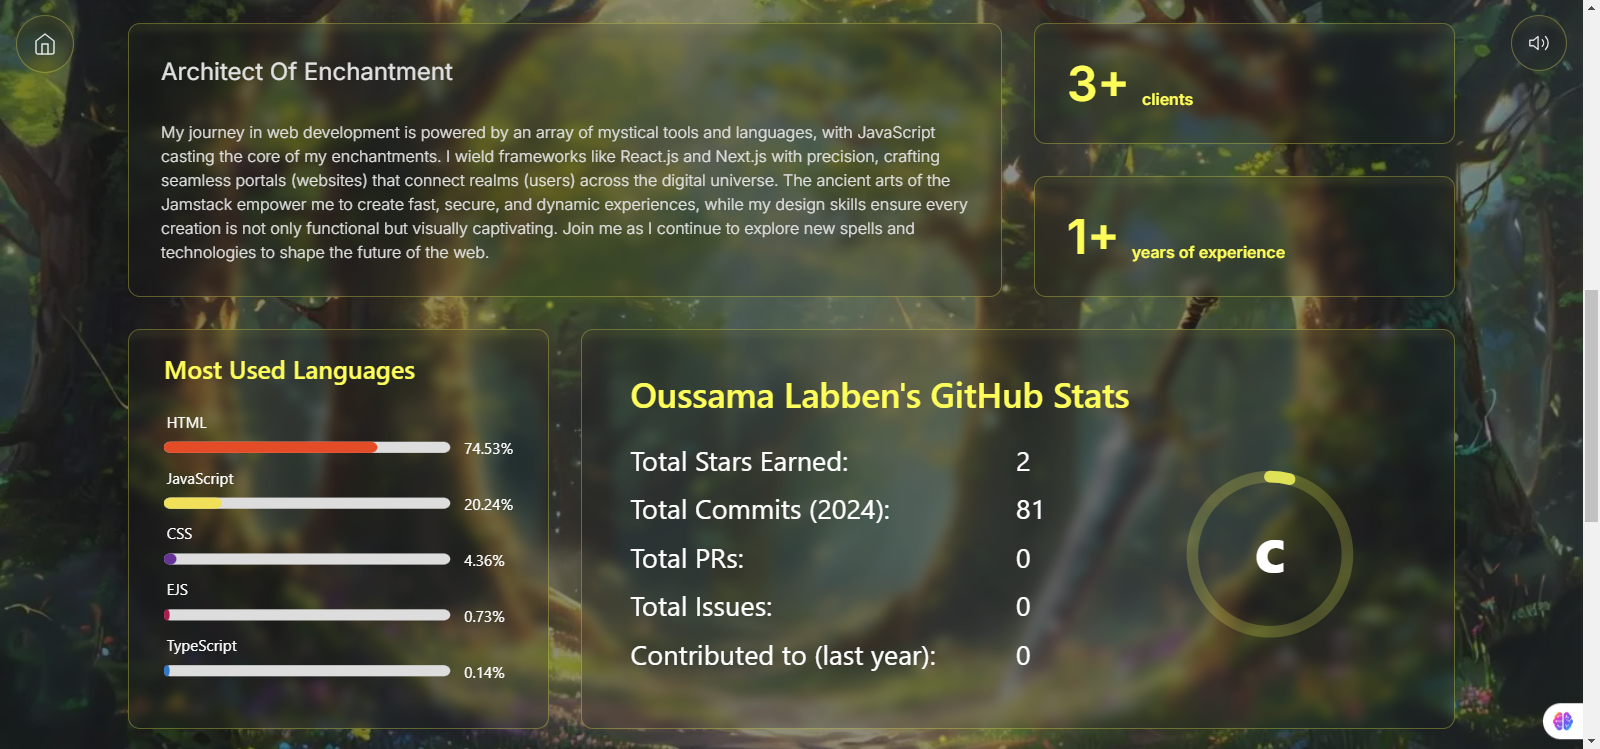 Architect Of Enchantment
My journey in web development is powered by an array of mystical tools and languages, with JavaScript
casting the core of my enchantments. I wield frameworks like React.js and Next.js with precision, crafting
seamless portals (websites) that connect realms (users) across the digital universe. The ancient arts of the
Jamstack empower me to create fast, secure, and dynamic experiences, while my design skills ensure every
creation is not only functional but visually captivating. Join me as I continue to explore new spells and
technologies to shape the future of the web.
3+ clients
1+ years of experience
Most Used Languages
HTML
74.53%
JavaScript
20.24%
CSS
4.36%
EJS
0.73%
TypeScript
0.14%
Oussama Labben's GitHub Stats
Total Stars Earned: 2
Total Commits (2024): 81
Total PRs: 0
Total Issues: 0
Contributed to (last year): 0
C